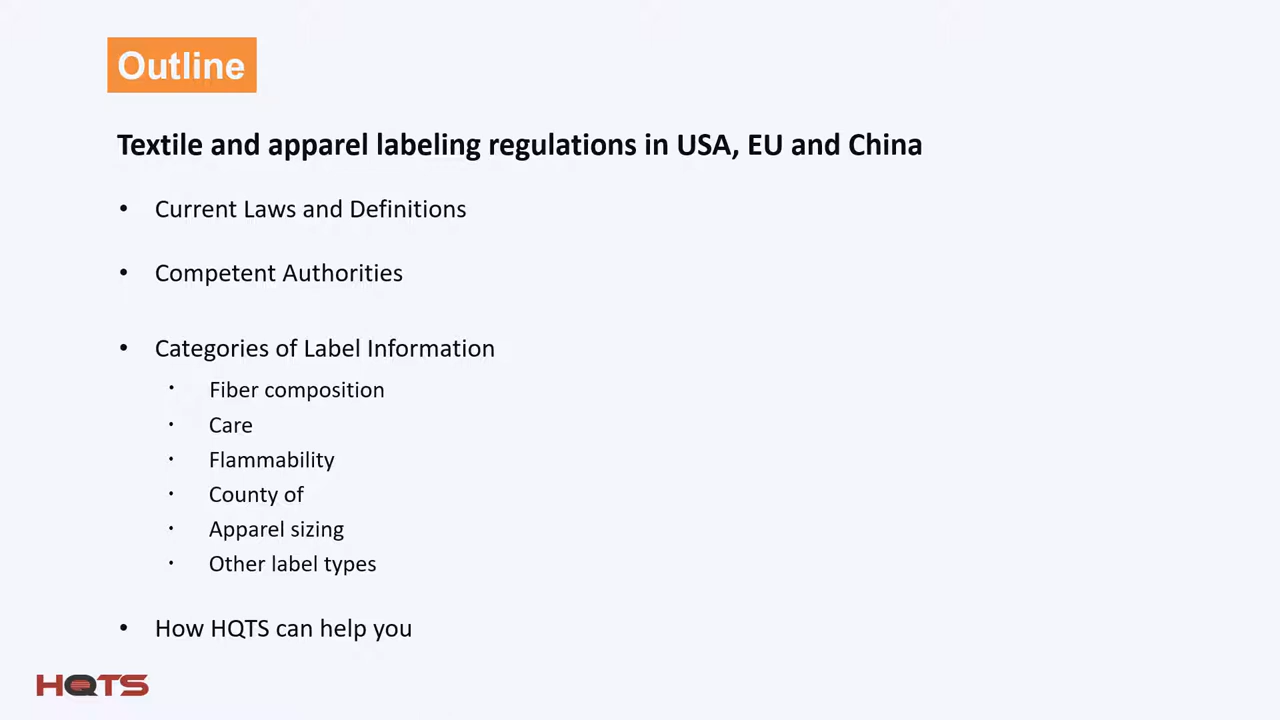 Outline
Textile and apparel labeling regulations in USA, EU and China
• Current Laws and Definitions
• Competent Authorities
• Categories of Label Information
• Fiber composition
• Care
• Flammability
• County of
• Apparel sizing
• Other label types
• How HQTS can help you
HQTS